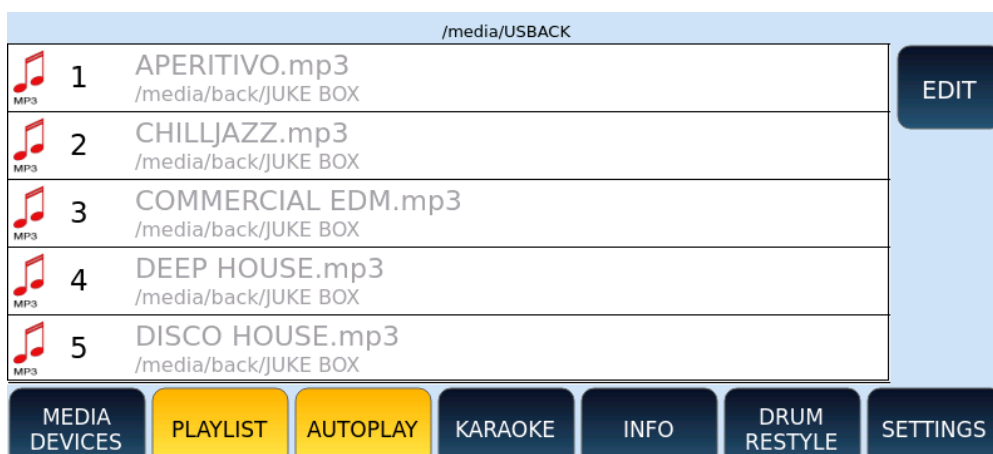 /media/USBACK
MP3
1
APERITIVO.mp3
/media/back/JUKE BOX
EDIT
MP3
2
CHILLJAZZ.mp3
/media/back/JUKE BOX
MP3
3
COMMERCIAL EDM.mp3
/media/back/JUKE BOX
MP3
4
DEEP HOUSE.mp3
/media/back/JUKE BOX
MP3
5
DISCO HOUSE.mp3
/media/back/JUKE BOX
MEDIA
DEVICES
PLAYLIST
AUTOPLAY
KARAOKE
INFO
DRUM
RESTYLE
SETTINGS